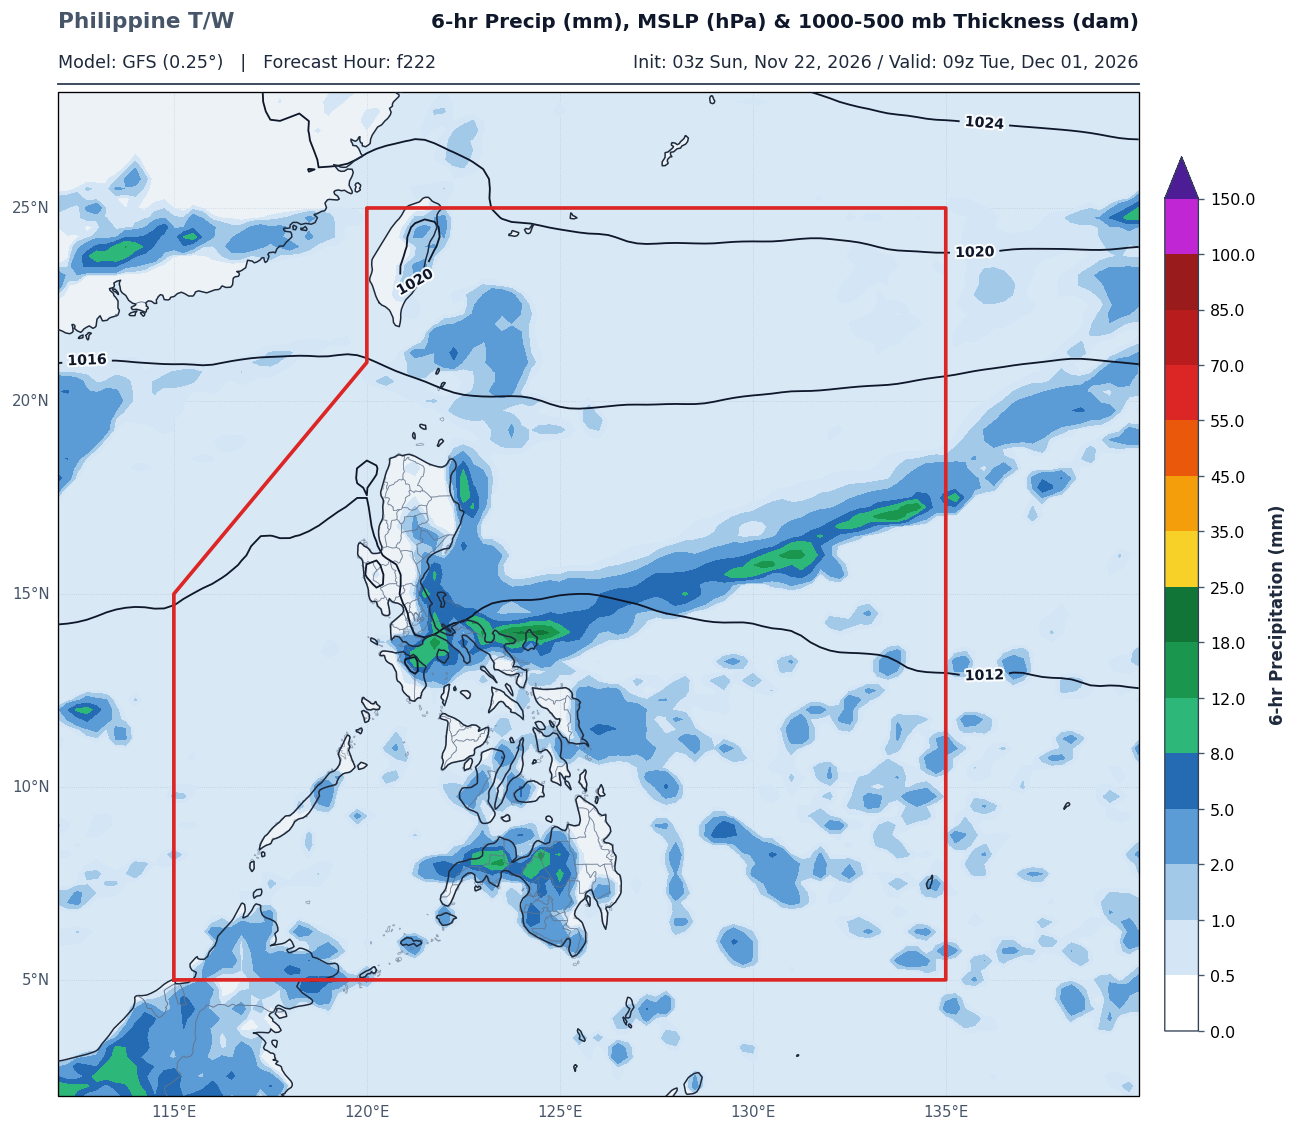 Philippine T/W
6-hr Precip (mm), MSLP (hPa) & 1000-500 mb Thickness (dam)
Model: GFS (0.25°) | Forecast Hour: f222
Init: 03z Sun, Nov 22, 2026 / Valid: 09z Tue, Dec 01, 2026
1024
1020
1020
1016
1012
25°N
20°N
15°N
10°N
5°N
115°E
120°E
125°E
130°E
135°E
150.0
100.0
85.0
70.0
55.0
45.0
35.0
25.0
18.0
12.0
8.0
5.0
2.0
1.0
0.5
0.0
6-hr Precipitation (mm)